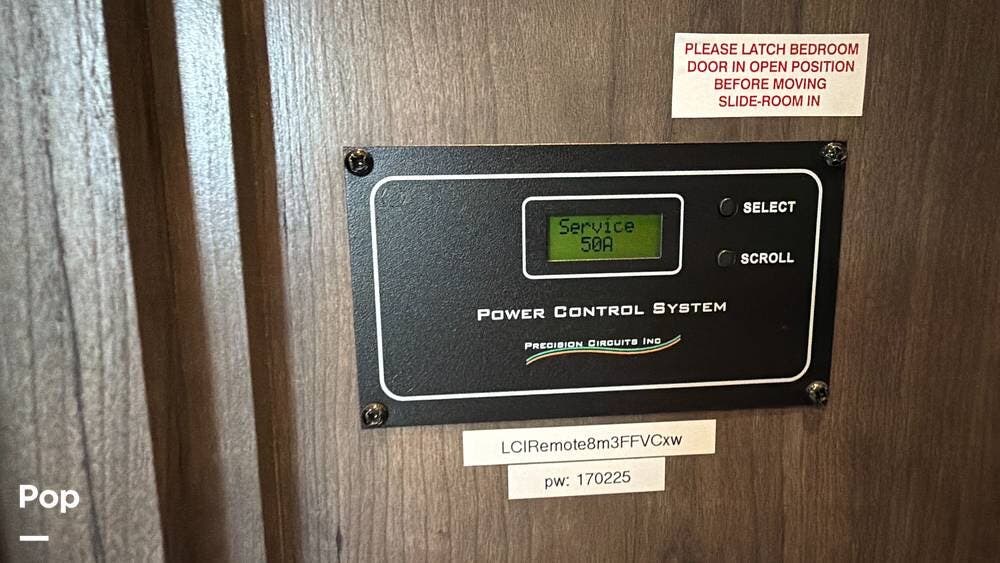 PLEASE LATCH BEDROOM
DOOR IN OPEN POSITION
BEFORE MOVING
SLIDE-ROOM IN
SELECT
Service
50A
SCROLL
POWER CONTROL SYSTEM
PRECISION CIRCUITS INC
LCIRemote8m3FFVCxw
pw: 170225
Pop